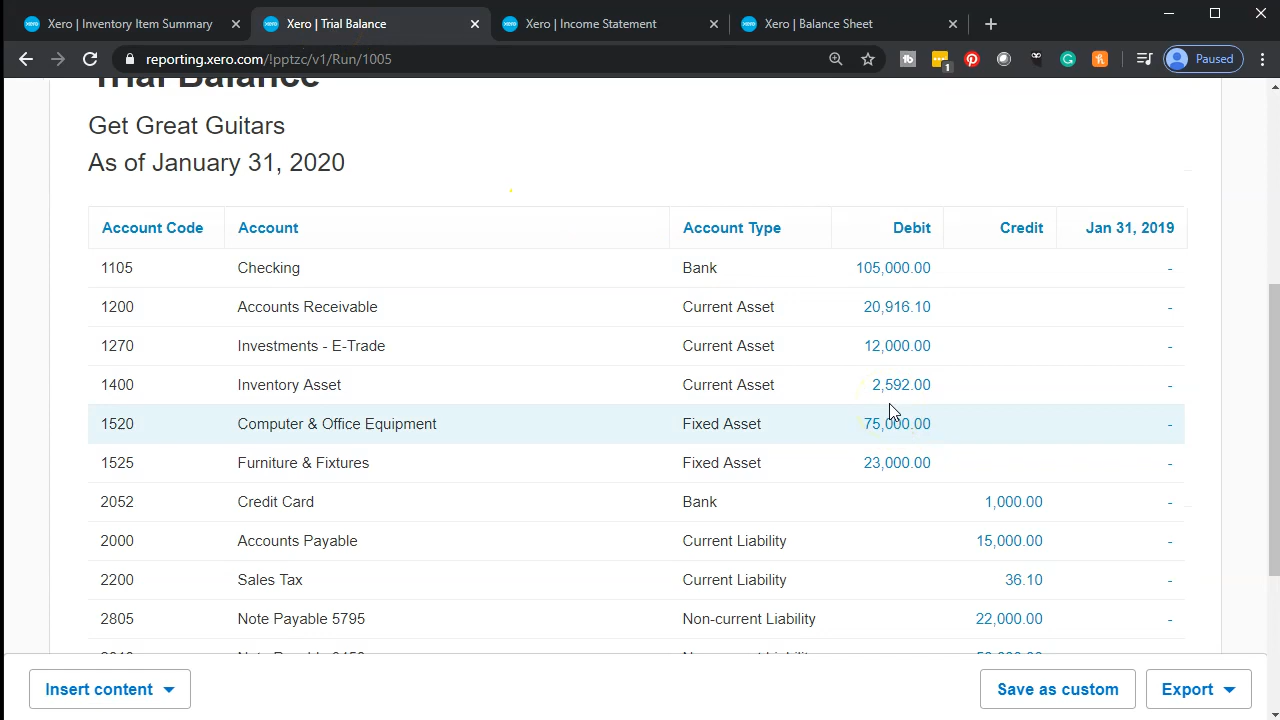 Xero | Inventory Item Summary
Xero | Trial Balance
Xero | Income Statement
Xero | Balance Sheet
reporting.xero.com/!pptzc/v1/Run/1005
1
Paused
Trial Balance
Get Great Guitars
As of January 31, 2020
Account Code Account Account Type Debit Credit Jan 31, 2019
1105 Checking Bank 105,000.00 -
1200 Accounts Receivable Current Asset 20,916.10 -
1270 Investments - E-Trade Current Asset 12,000.00 -
1400 Inventory Asset Current Asset 2,592.00 -
1520 Computer & Office Equipment Fixed Asset 75,000.00 -
1525 Furniture & Fixtures Fixed Asset 23,000.00 -
2052 Credit Card Bank 1,000.00 -
2000 Accounts Payable Current Liability 15,000.00 -
2200 Sales Tax Current Liability 36.10 -
2805 Note Payable 5795 Non-current Liability 22,000.00 -
Insert content
Save as custom
Export